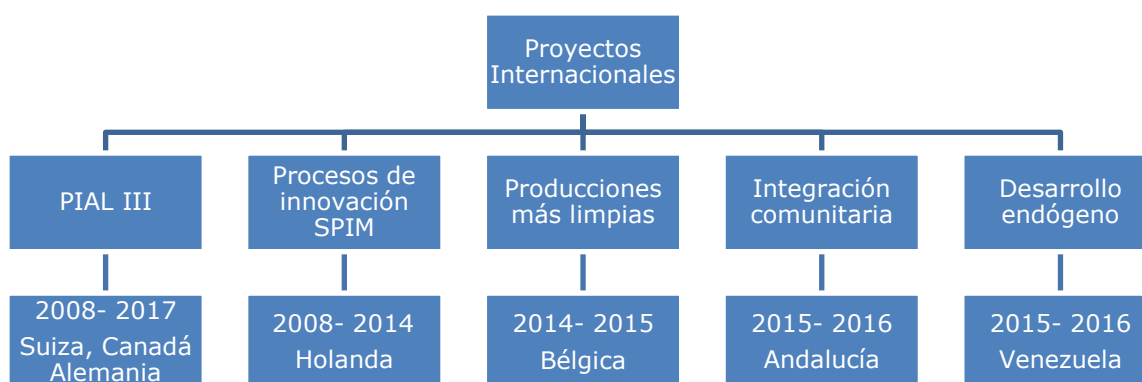 Proyectos
Internacionales
PIAL III
Procesos de
innovación
SPIM
Producciones
más limpias
Integración
comunitaria
Desarrollo
endógeno
2008- 2017
Suiza, Canadá
Alemania
2008- 2014
Holanda
2014- 2015
Bélgica
2015- 2016
Andalucía
2015- 2016
Venezuela